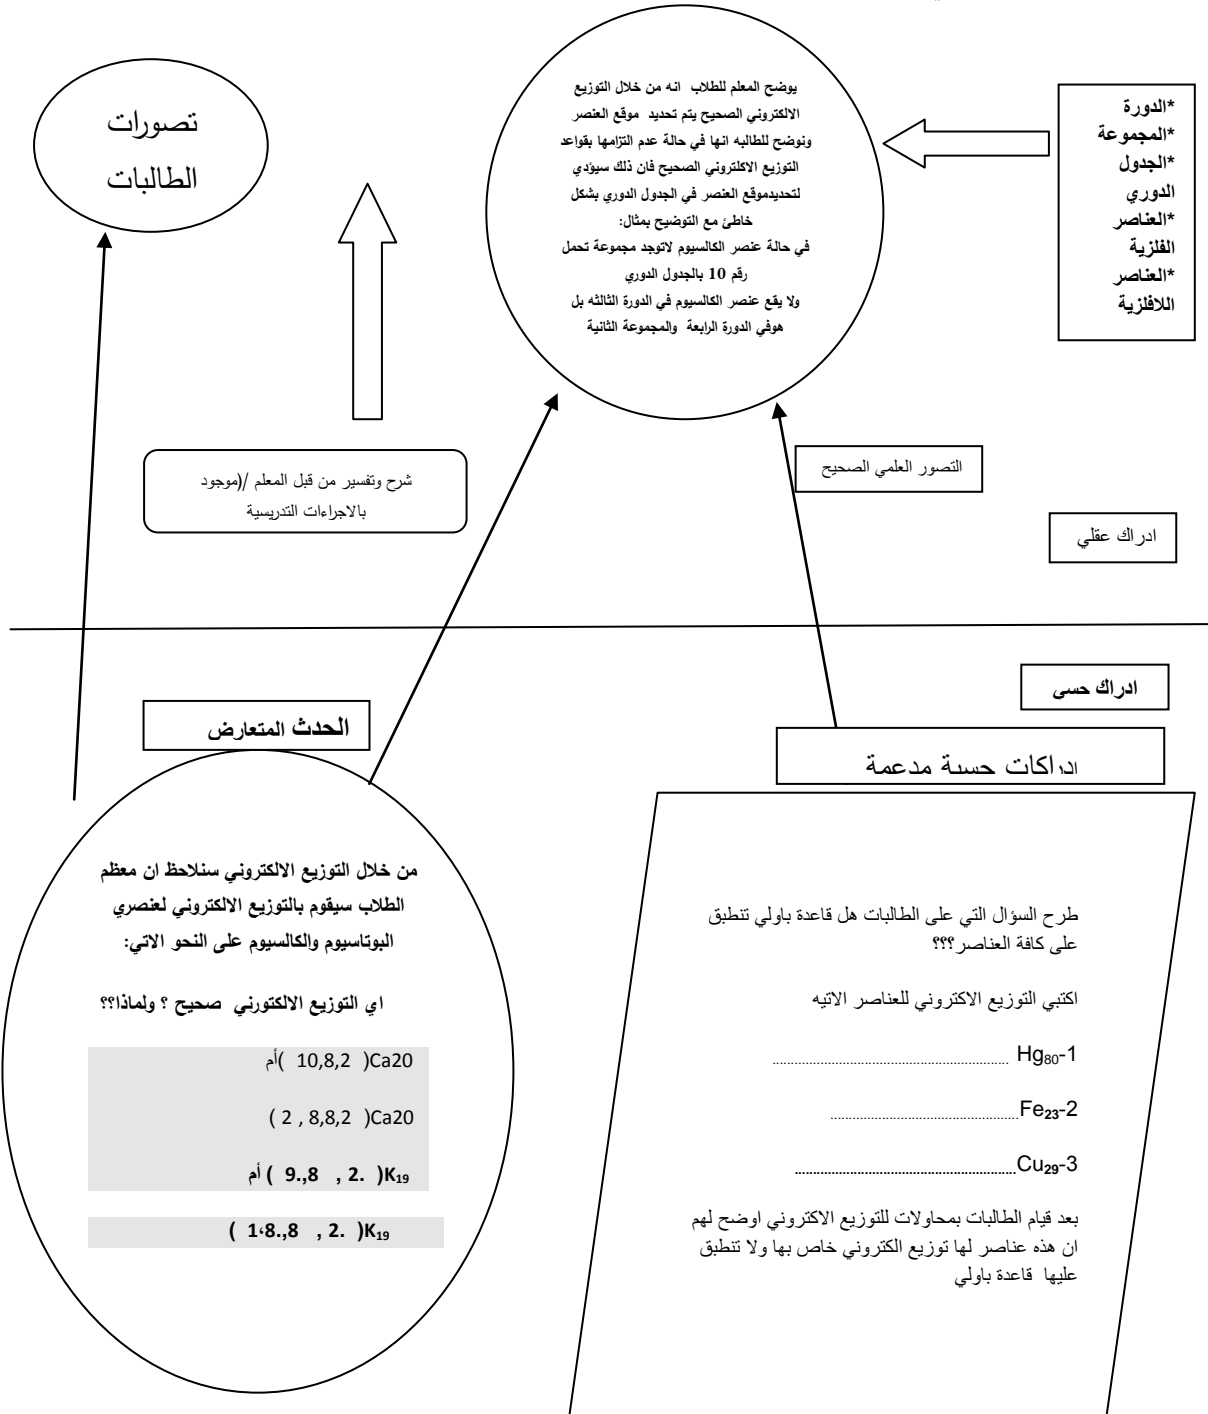 تصورات
الطالبات
يوضح المعلم للطلاب انه من خلال التوزيع
الالكتروني الصحيح يتم تحديد موقع العنصر
ونوضح للطالبه انها في حالة عدم التزامها بقواعد
التوزيع الاكلتروني الصحيح فان ذلك سيؤدي
لتحديدموقع العنصر في الجدول الدوري بشكل
خاطئ مع التوضيح بمثال:
في حالة عنصر الكالسيوم لاتوجد مجموعة تحمل
رقم 10 بالجدول الدوري
ولا يقع عنصر الكالسيوم في الدورة الثالثه بل
هوفي الدورة الرابعة والمجموعة الثانية
*الدورة
*المجموعة
*الجدول
الدوري
*العناصر
الفلزية
*العناصر
اللافلزية
شرح وتفسير من قبل المعلم /(موجود
بالاجراءات التدريسية
التصور العلمي الصحيح
ادراك عقلي
ادراك حسى
الحدث المتعارض
ادراكات حسية مدعمة
من خلال التوزيع الالكتروني سنلاحظ ان معظم
الطلاب سيقوم بالتوزيع الالكتروني لعنصري
البوتاسيوم والكالسيوم على النحو الاتي:
اي التوزيع الالكتورني صحيح ؟ ولماذا؟؟
Ca20( 10,8,2 )أم
Ca20( 2 , 8,8,2 )
K19( .2 , 9.,8 ) أم
K19( .2 , 1،8.,8 )
طرح السؤال التي على الطالبات هل قاعدة باولي تنطبق
على كافة العناصر؟؟؟
اكتبي التوزيع الاكتروني للعناصر الاتيه
1-Hg80 ................................................................
2-Fe23....................................................
3-Cu29.............................................................
بعد قيام الطالبات بمحاولات للتوزيع الاكتروني اوضح لهم
ان هذه عناصر لها توزيع الكتروني خاص بها ولا تنطبق
عليها قاعدة باولي